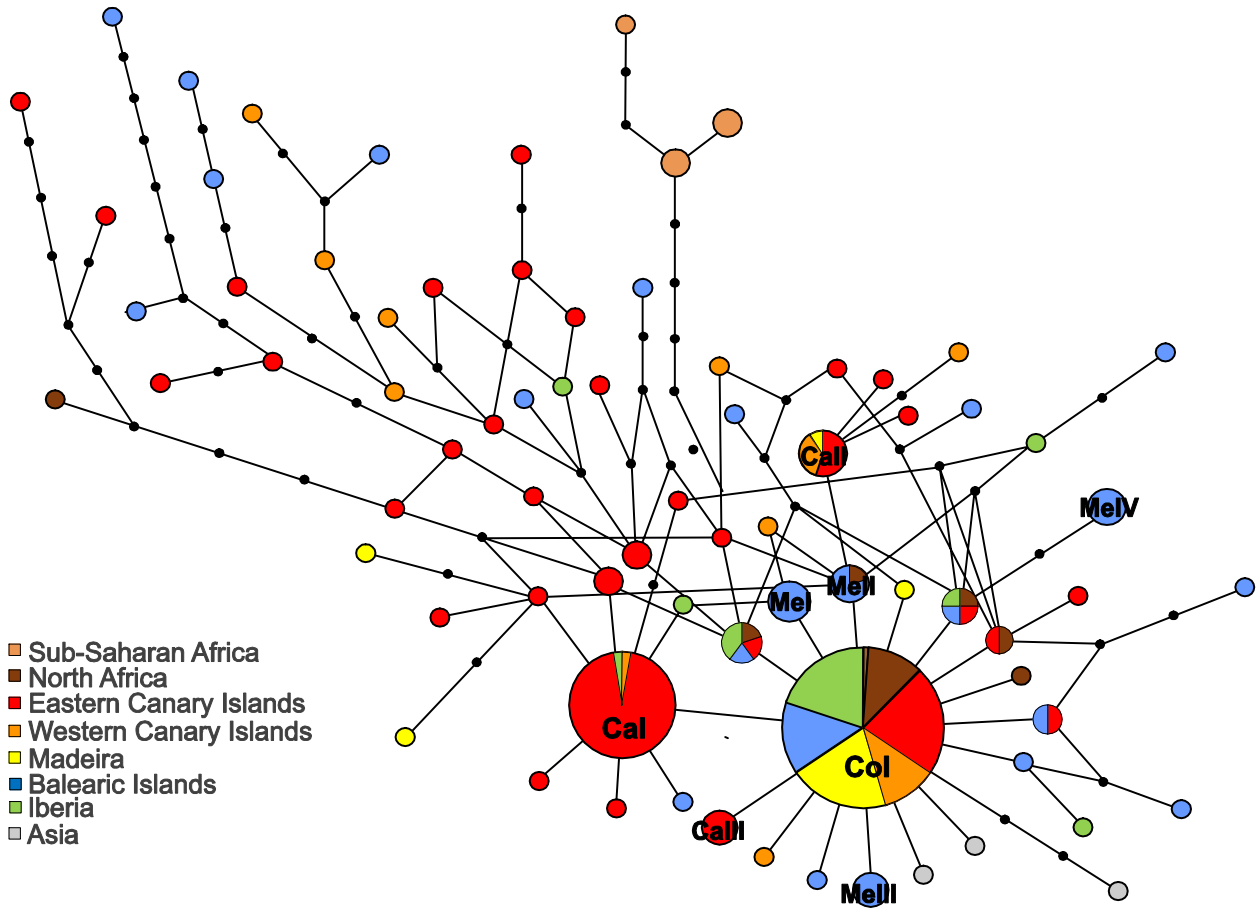 CaII
MeIV
MeII
MeI
Sub-Saharan Africa
North Africa
Eastern Canary Islands
Western Canary Islands
Madeira
Balearic Islands
Iberia
Asia
CaI
CoI
CaIII
MeIII